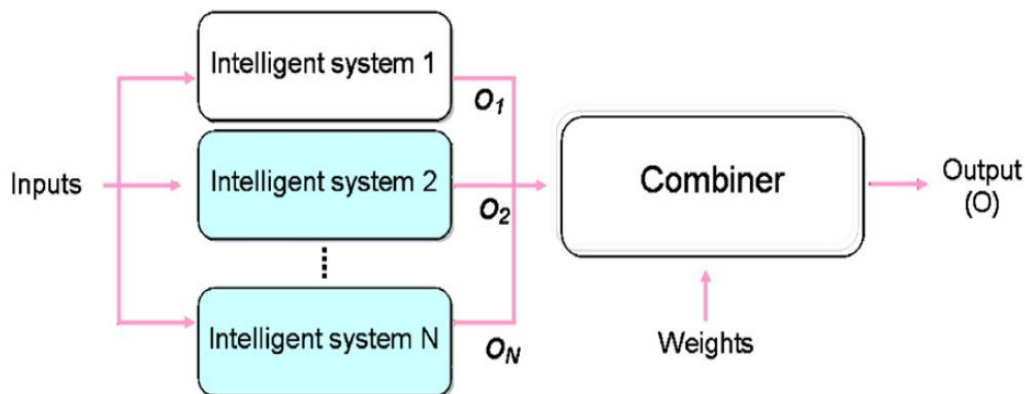 Intelligent system 1
O1
Inputs
Intelligent system 2
O2
Combiner
Output
(O)
Intelligent system N
ON
Weights